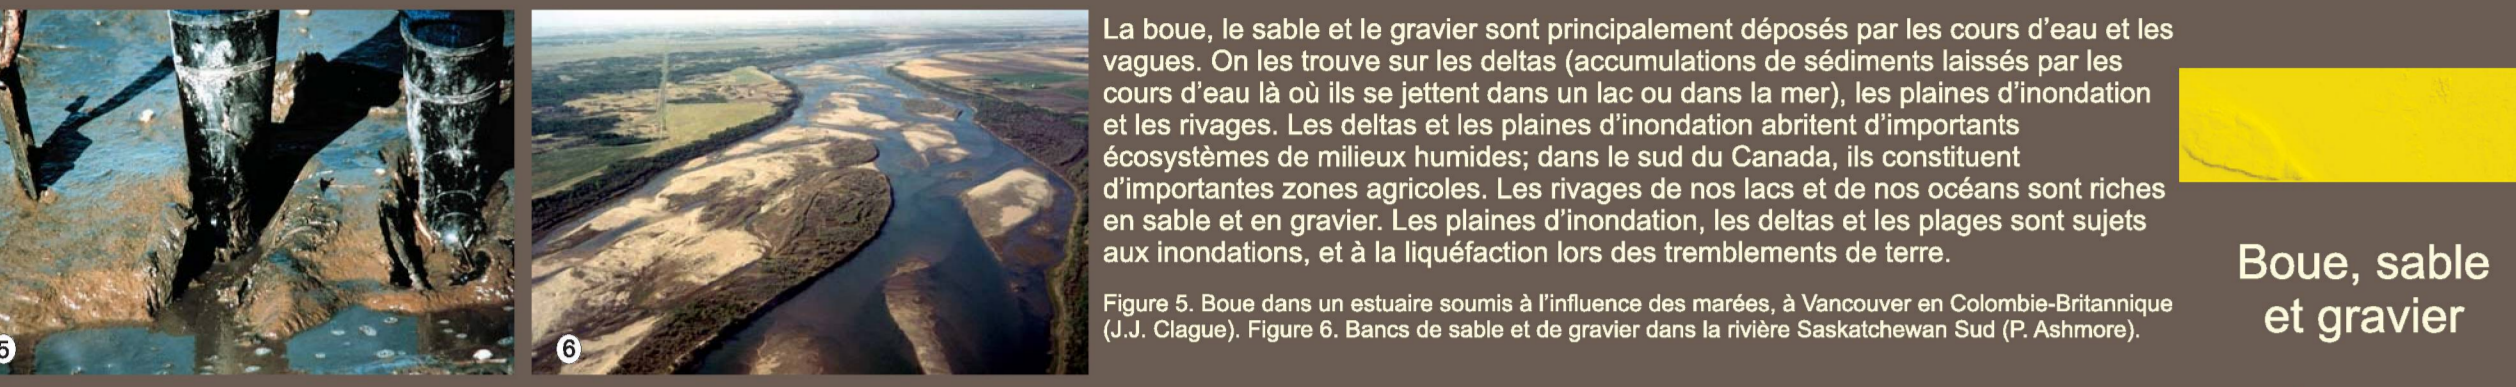 La boue, le sable et le gravier sont principalement déposés par les cours d'eau et les
vagues. On les trouve sur les deltas (accumulations de sédiments laissés par les
cours d'eau là où ils se jettent dans un lac ou dans la mer), les plaines d'inondation
et les rivages. Les deltas et les plaines d'inondation abritent d'importants
écosystèmes de milieux humides; dans le sud du Canada, ils constituent
d'importantes zones agricoles. Les rivages de nos lacs et de nos océans sont riches
en sable et en gravier. Les plaines d'inondation, les deltas et les plages sont sujets
aux inondations, et à la liquéfaction lors des tremblements de terre.
Figure 5. Boue dans un estuaire soumis à l'influence des marées, à Vancouver en Colombie-Britannique
(J.J. Clague). Figure 6. Bancs de sable et de gravier dans la rivière Saskatchewan Sud (P. Ashmore).
5
6
Boue, sable
et gravier